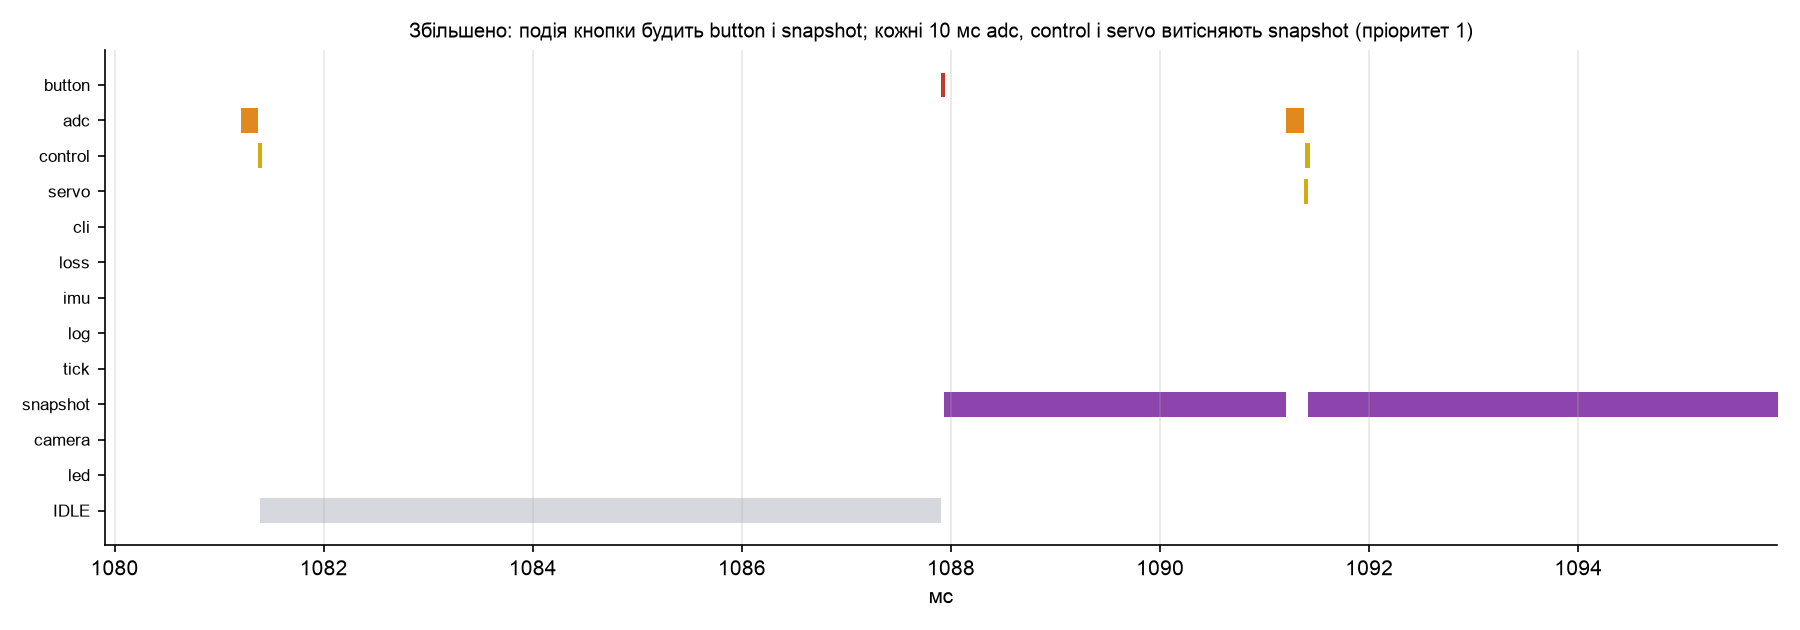 Збільшено: подія кнопки будить button і snapshot; кожні 10 мс adc, control і servo витісняють snapshot (пріоритет 1)
button
adc
control
servo
cli
loss
imu
log
tick
snapshot
camera
led
IDLE
1080 1082 1084 1086 1088 1090 1092 1094
мс